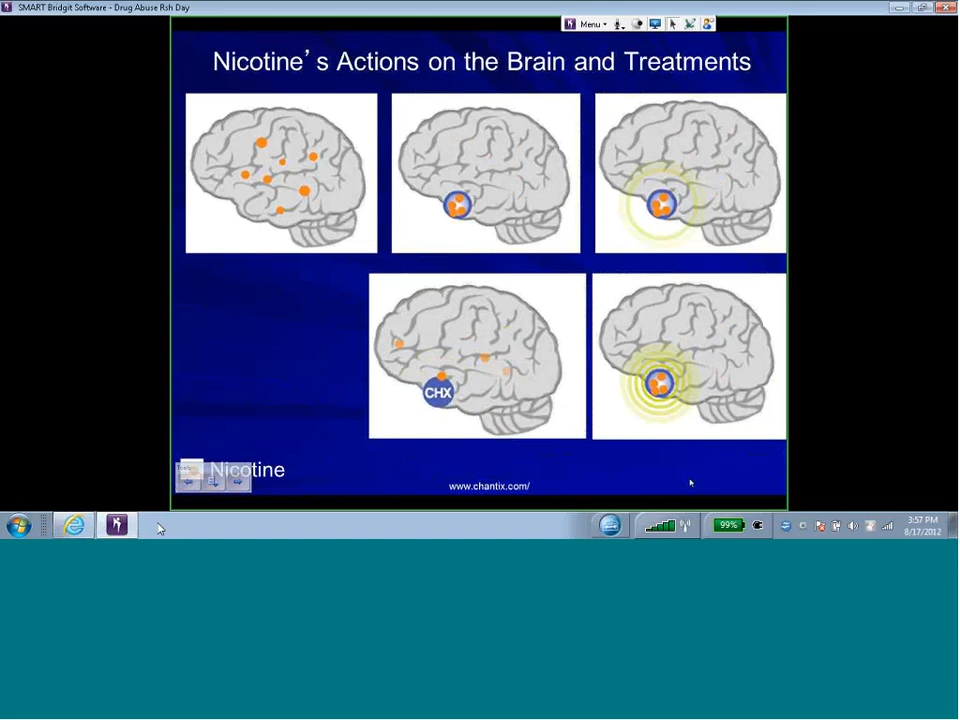 SMART Bridgit Software - Drug Abuse Rsh Day
Menu
Nicotine's Actions on the Brain and Treatments
CHX
Tools
Nicotine
www.chantix.com/
99%
3:57 PM
8/17/2012